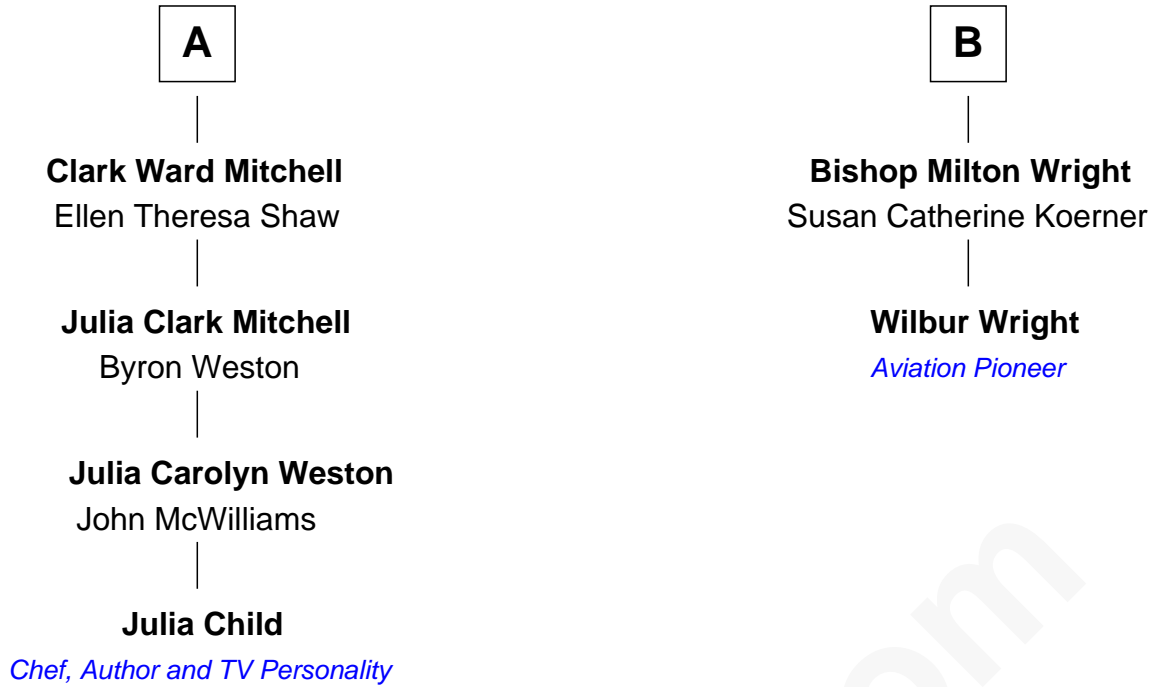 A
Clark Ward Mitchell
Ellen Theresa Shaw
Julia Clark Mitchell
Byron Weston
Julia Carolyn Weston
John McWilliams
Julia Child
Chef, Author and TV Personality
B
Bishop Milton Wright
Susan Catherine Koerner
Wilbur Wright
Aviation Pioneer
om